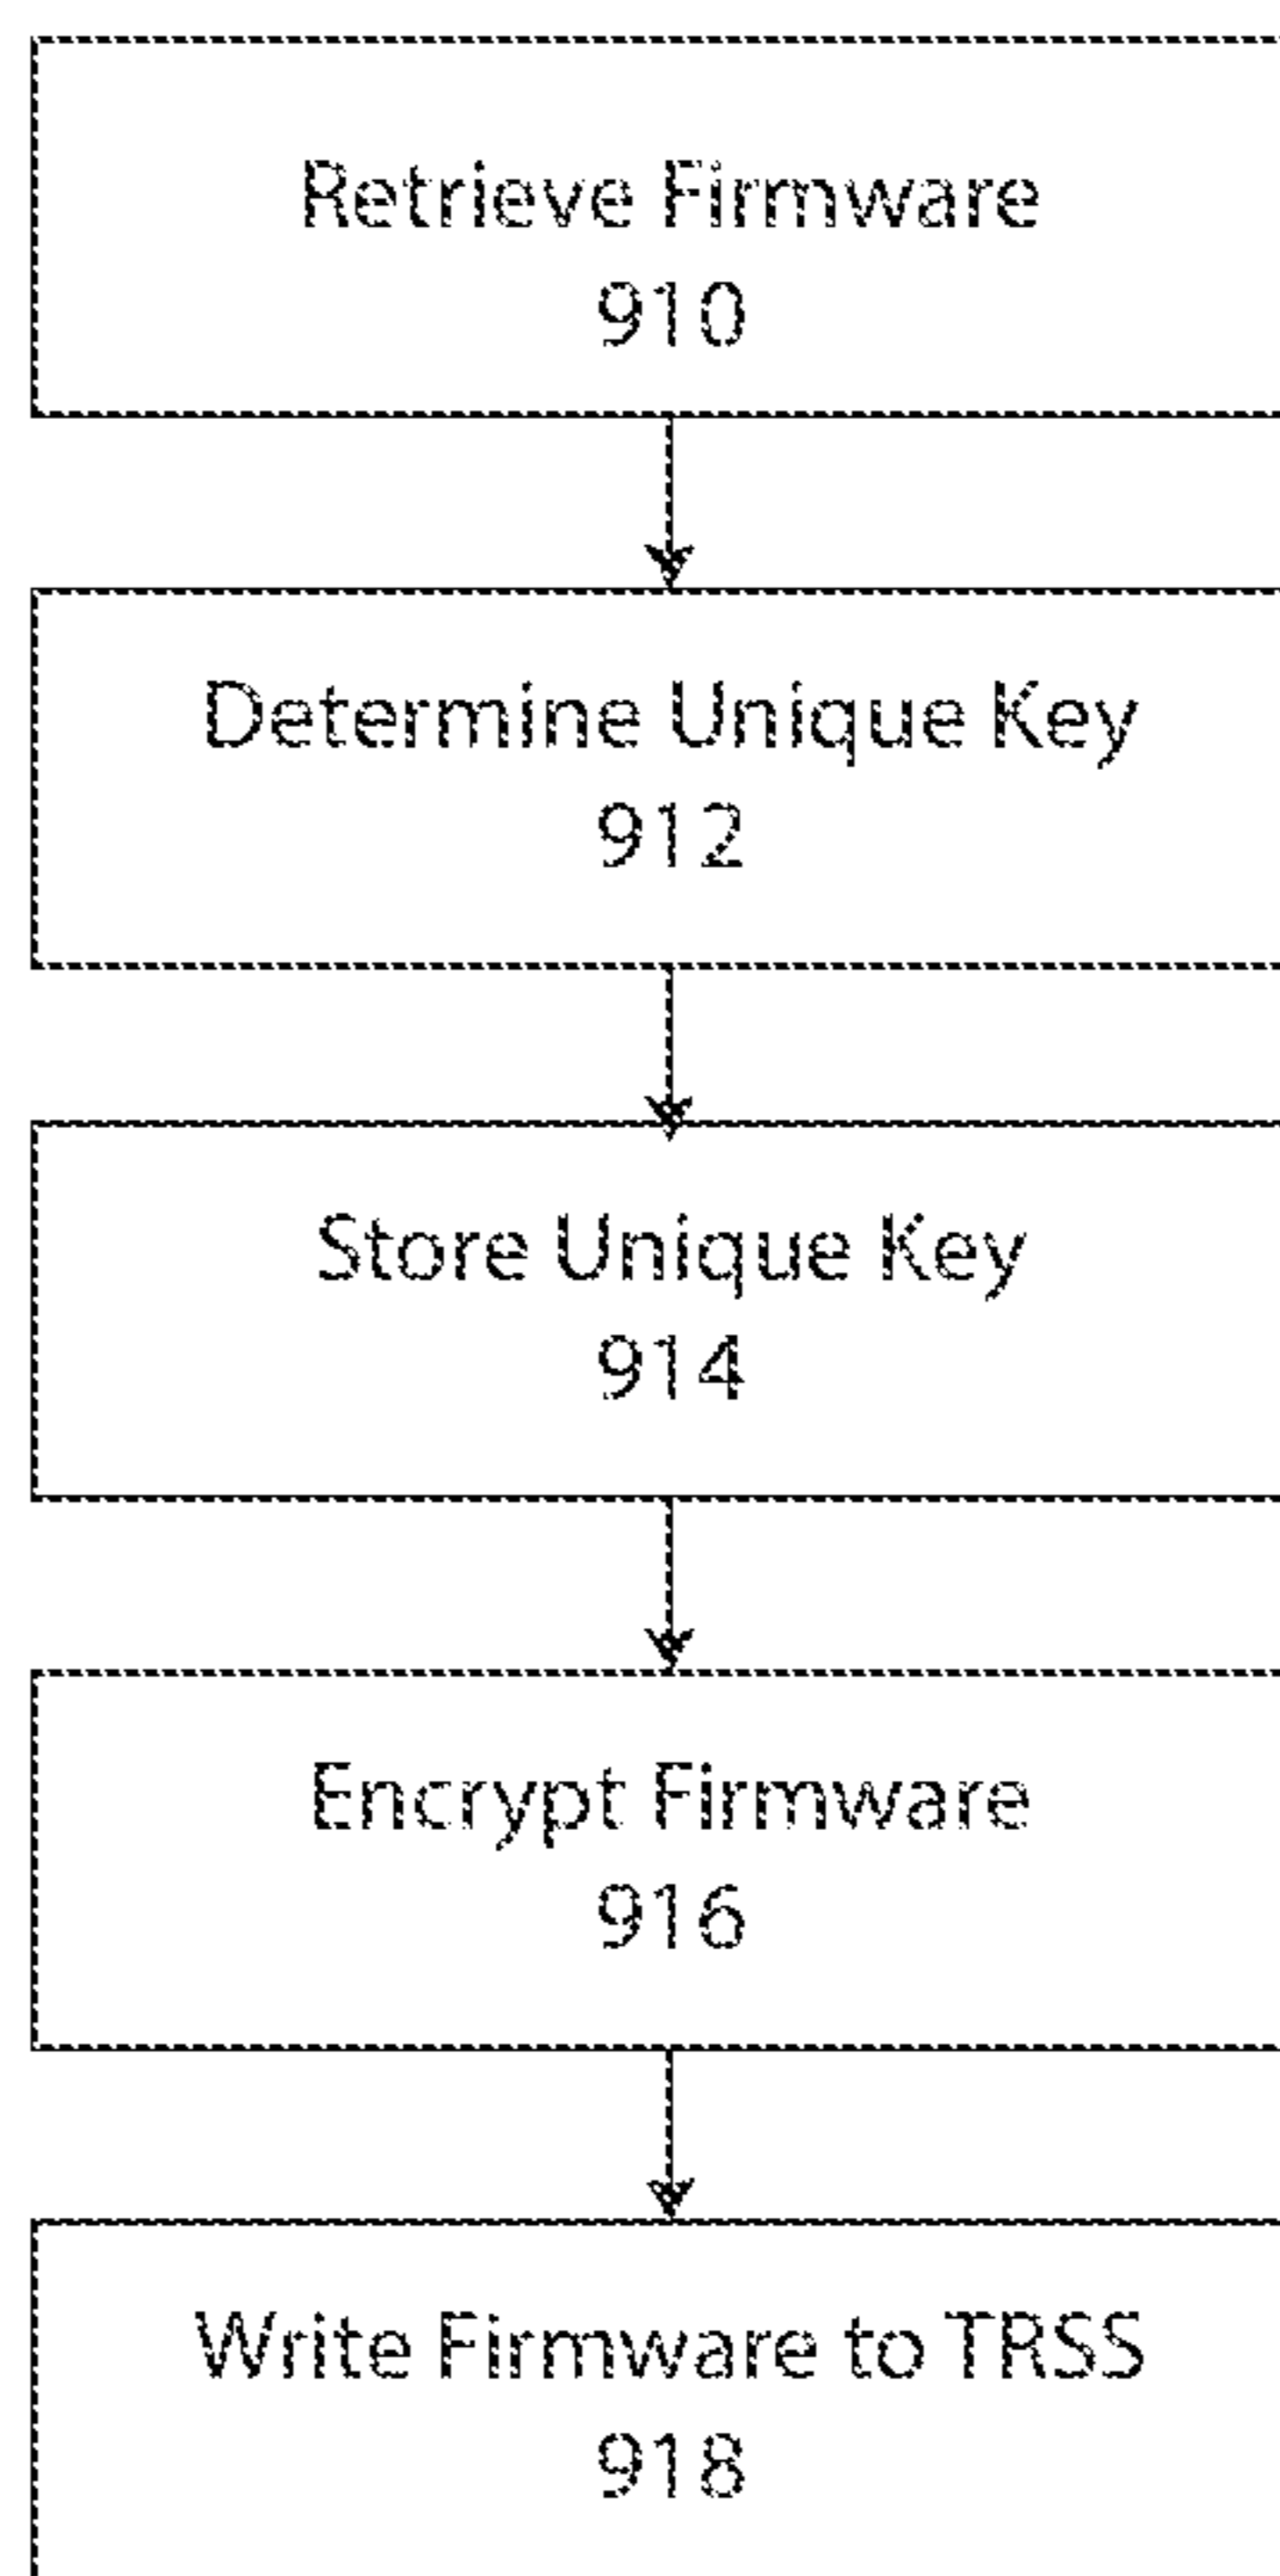 Retrieve Firmware
910
Determine Unique Key
912
Store Unique Key
914
Encrypt Firmware
916
Write Firmware to TRSS
918